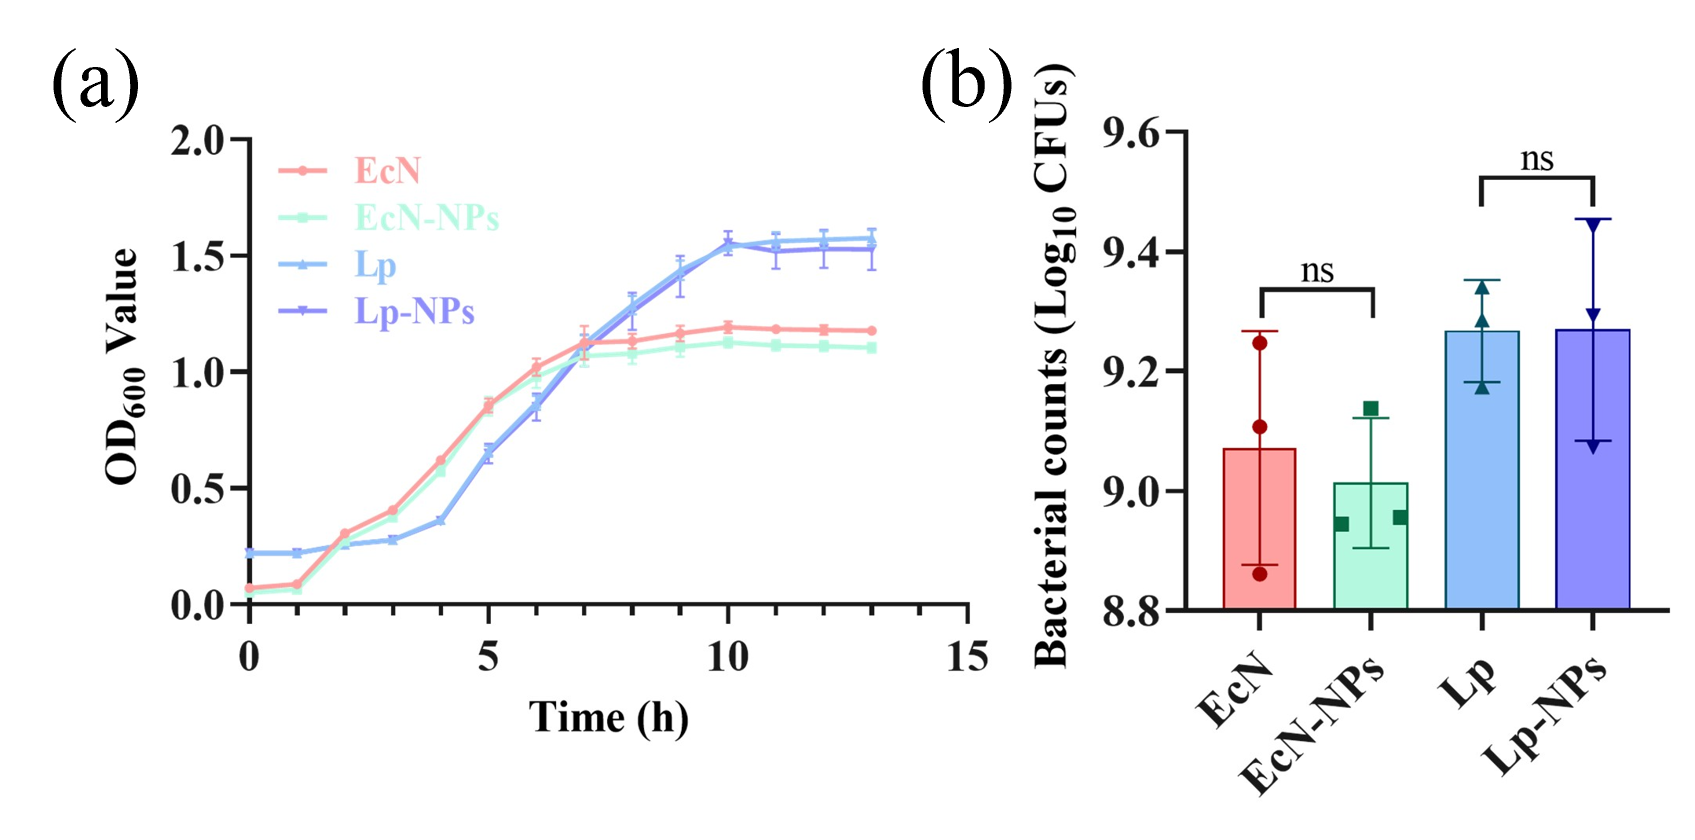 (a)
2.0
1.5
1.0
0.5
0.0
OD600 Value
EcN
EcN-NPs
Lp
Lp-NPs
0 5 10 15
Time (h)
(b)
Bacterial counts (Log10 CFUs)
9.6
9.4
9.2
9.0
8.8
ns
ns
EcN
EcN-NPs
Lp
Lp-NPs